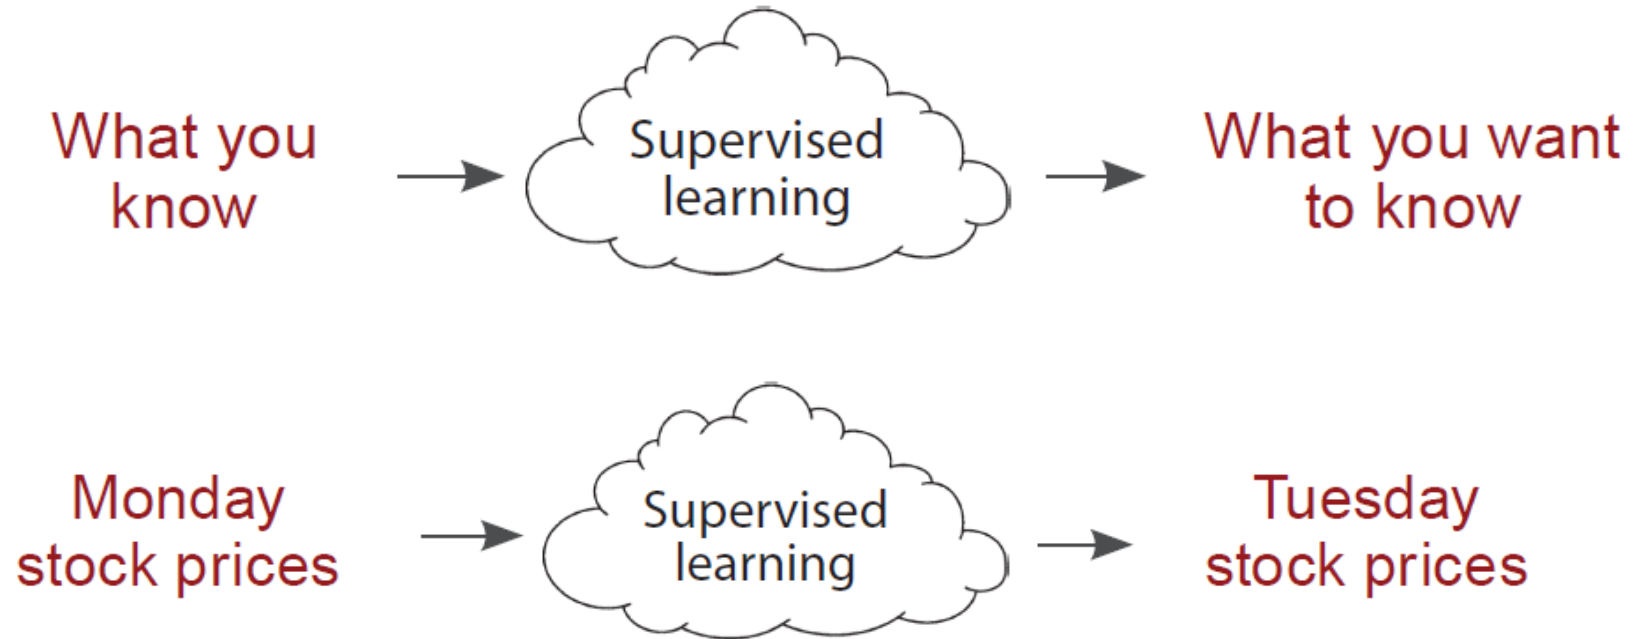 What you
know
Supervised
learning
What you want
to know
Monday
stock prices
Supervised
learning
Tuesday
stock prices